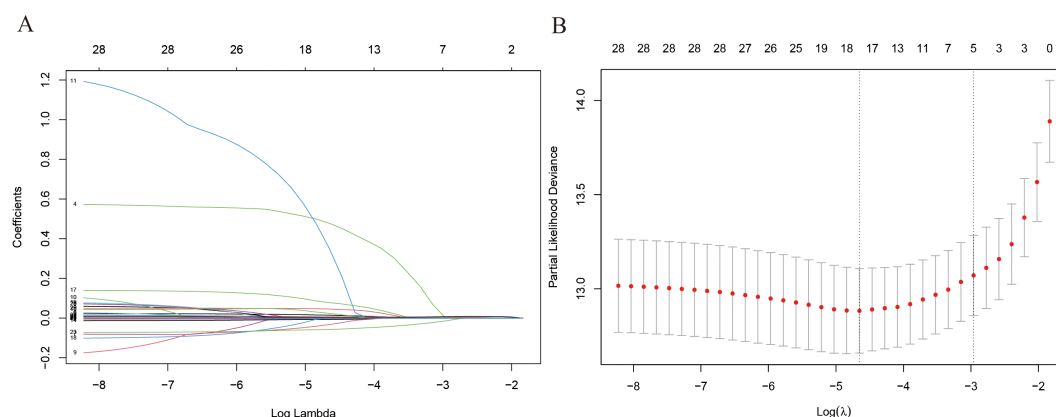 A
28 28 26 18 13 7 2
Coefficients
1.2
1.0
0.8
0.6
0.4
0.2
0.0
−0.2
11
4
17
10
23
18
9
−8 −7 −6 −5 −4 −3 −2
Log Lambda
B
28 28 28 28 27 26 25 19 18 17 13 11 7 5 3 3 0
Partial Likelihood Deviance
14.0
13.5
13.0
−8 −7 −6 −5 −4 −3 −2
Log(λ)